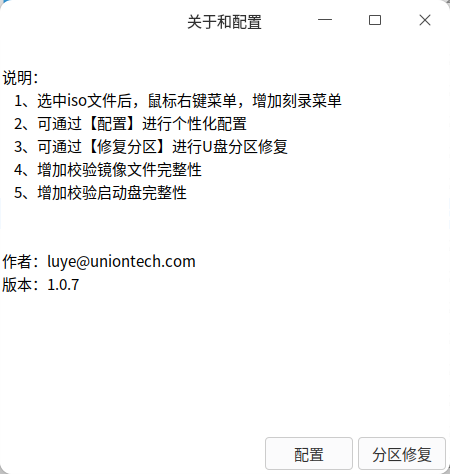 关于和配置
说明：
1、选中iso文件后，鼠标右键菜单，增加刻录菜单
2、可通过【配置】进行个性化配置
3、可通过【修复分区】进行U盘分区修复
4、增加校验镜像文件完整性
5、增加校验启动盘完整性
作者：luye@uniontech.com
版本：1.0.7
配置
分区修复